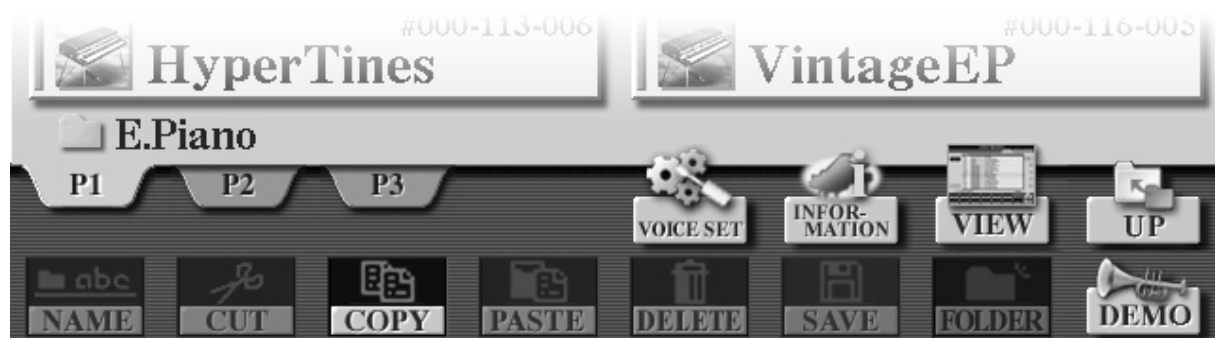 #000-113-006
#000-116-005
HyperTines
VintageEP
E.Piano
P1
P2
P3
VOICE SET
INFOR-
MATION
VIEW
UP
abc
NAME
CUT
COPY
PASTE
DELETE
SAVE
FOLDER
DEMO